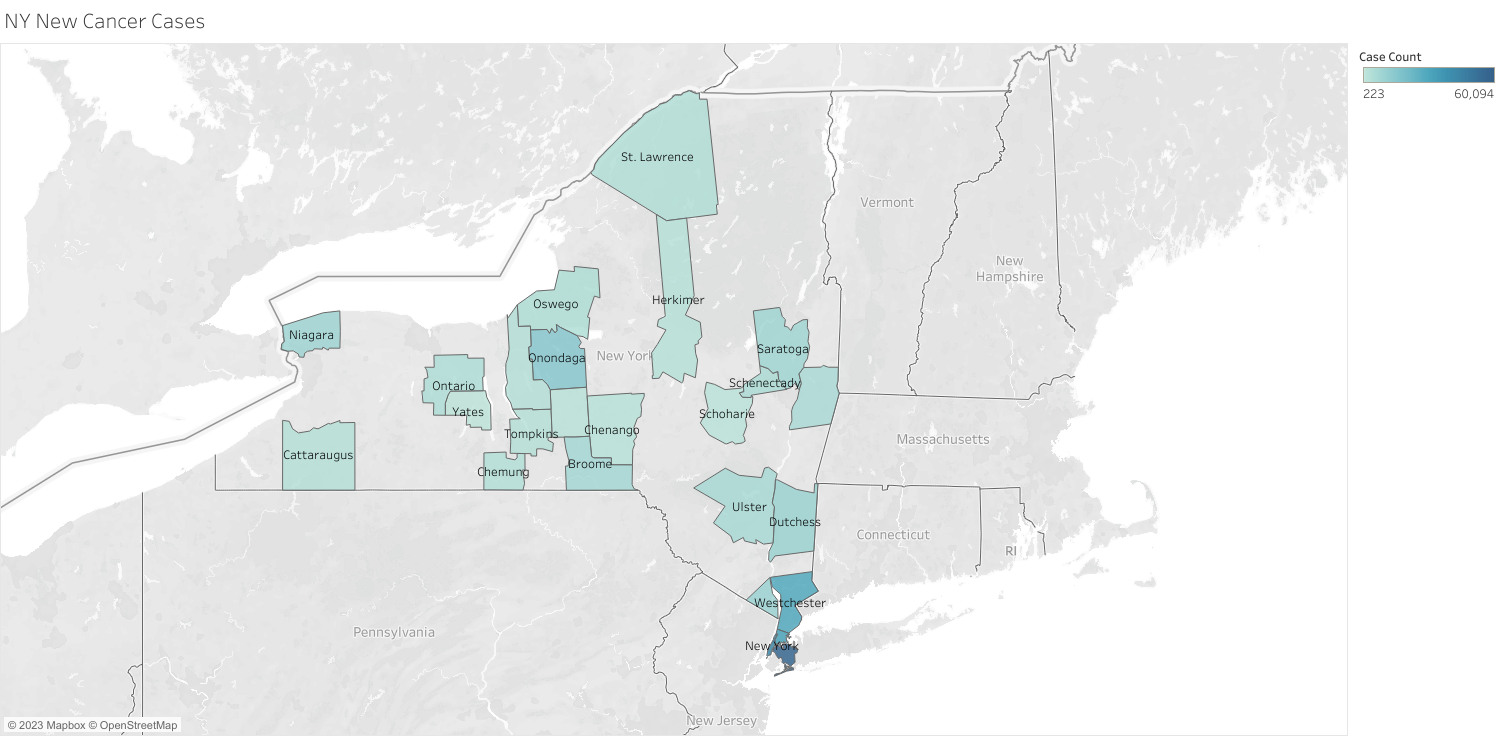 NY New Cancer Cases
Case Count
223
60,094
St. Lawrence
Vermont
New
Hampshire
Herkimer
Oswego
Niagara
Saratoga
New York
Onondaga
Schenectady
Ontario
Yates
Schoharie
Tompkins
Chenango
Massachusetts
Cattaraugus
Broome
Chemung
Ulster
Dutchess
Connecticut
RI
Westchester
Pennsylvania
New York
New Jersey
© 2023 Mapbox © OpenStreetMap